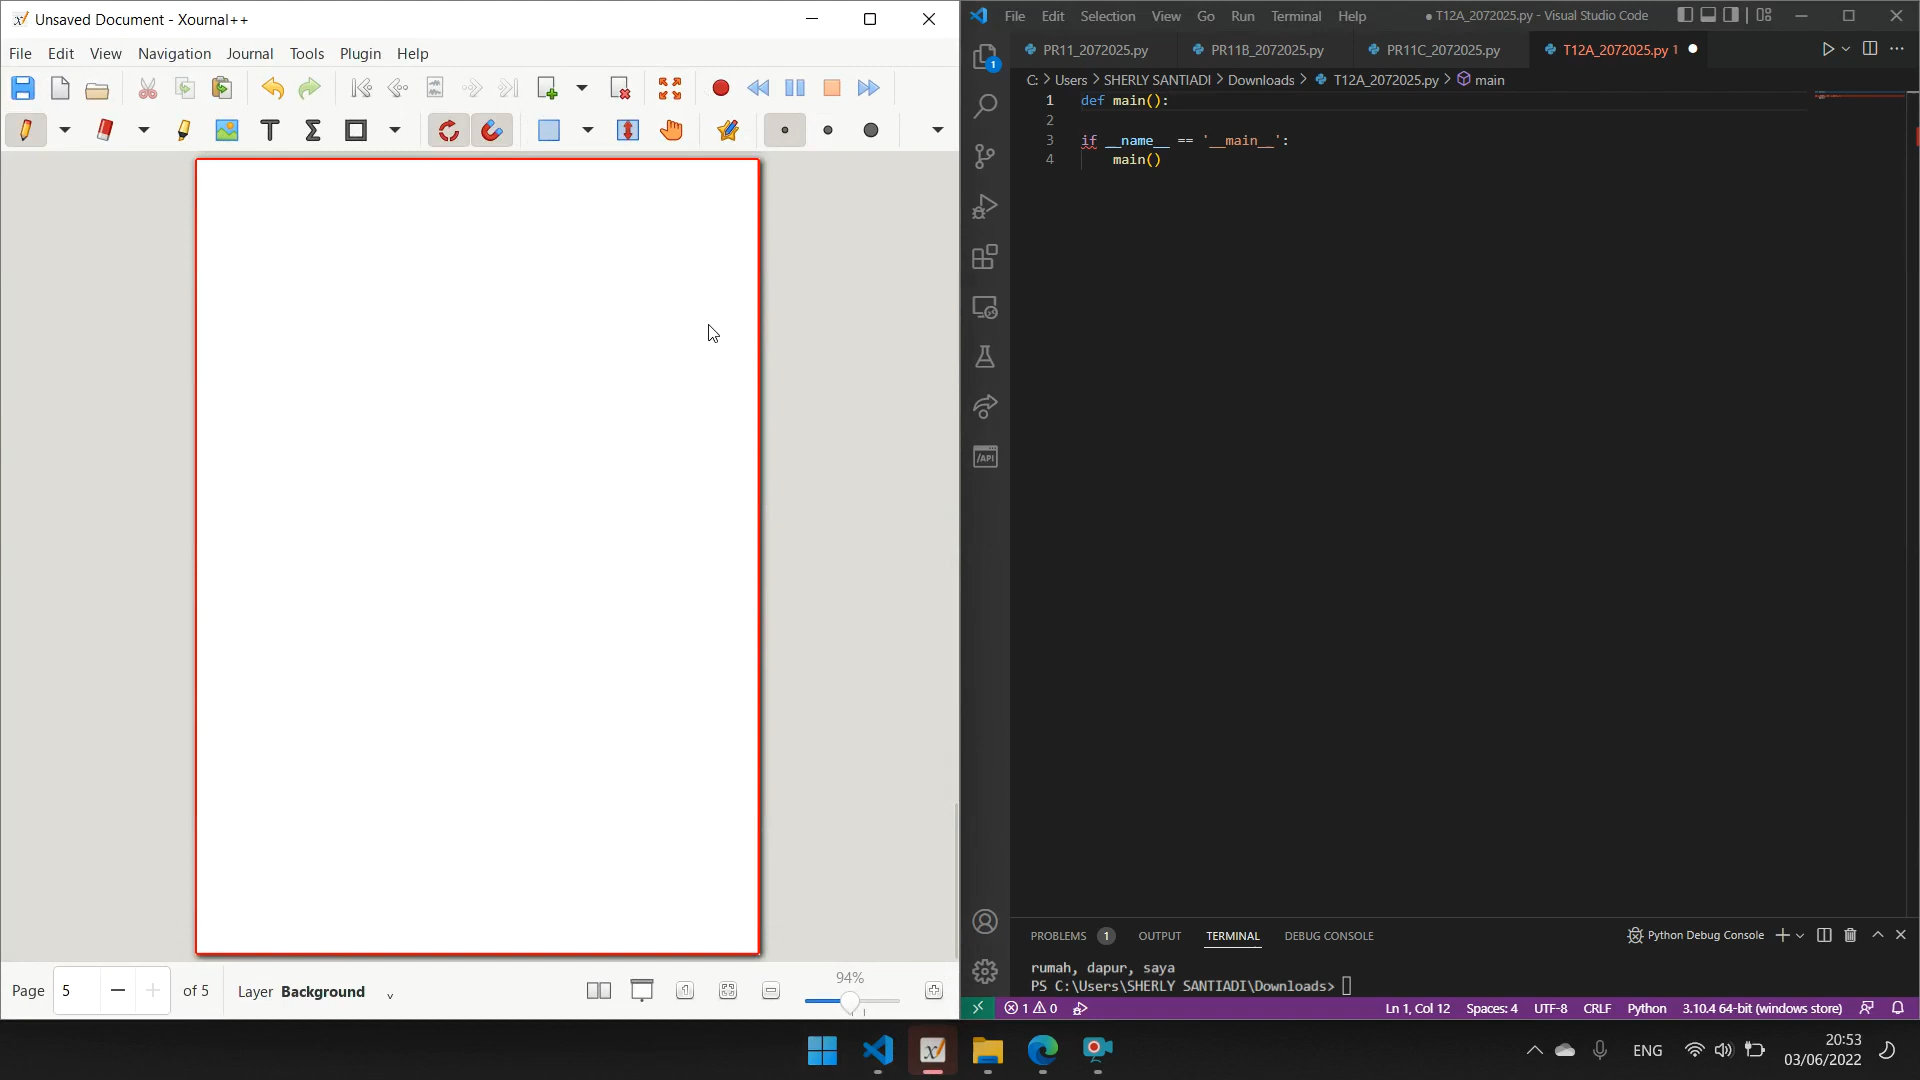 Unsaved Document - Xournal++
File Edit View Navigation Journal Tools Plugin Help
Page 5 of 5 Layer Background
94%
File Edit Selection View Go Run Terminal Help
● T12A_2072025.py - Visual Studio Code
PR11_2072025.py PR11B_2072025.py PR11C_2072025.py T12A_2072025.py 1
C: > Users > SHERLY SANTIADI > Downloads > T12A_2072025.py > main
1 def main():
2
3 if __name__ == '__main__':
4 main()
1
/API
PROBLEMS 1 OUTPUT TERMINAL DEBUG CONSOLE
Python Debug Console
rumah, dapur, saya
PS C:\Users\SHERLY SANTIADI\Downloads>
1 0
Ln 1, Col 12 Spaces: 4 UTF-8 CRLF Python 3.10.4 64-bit (windows store)
ENG
20:53
03/06/2022